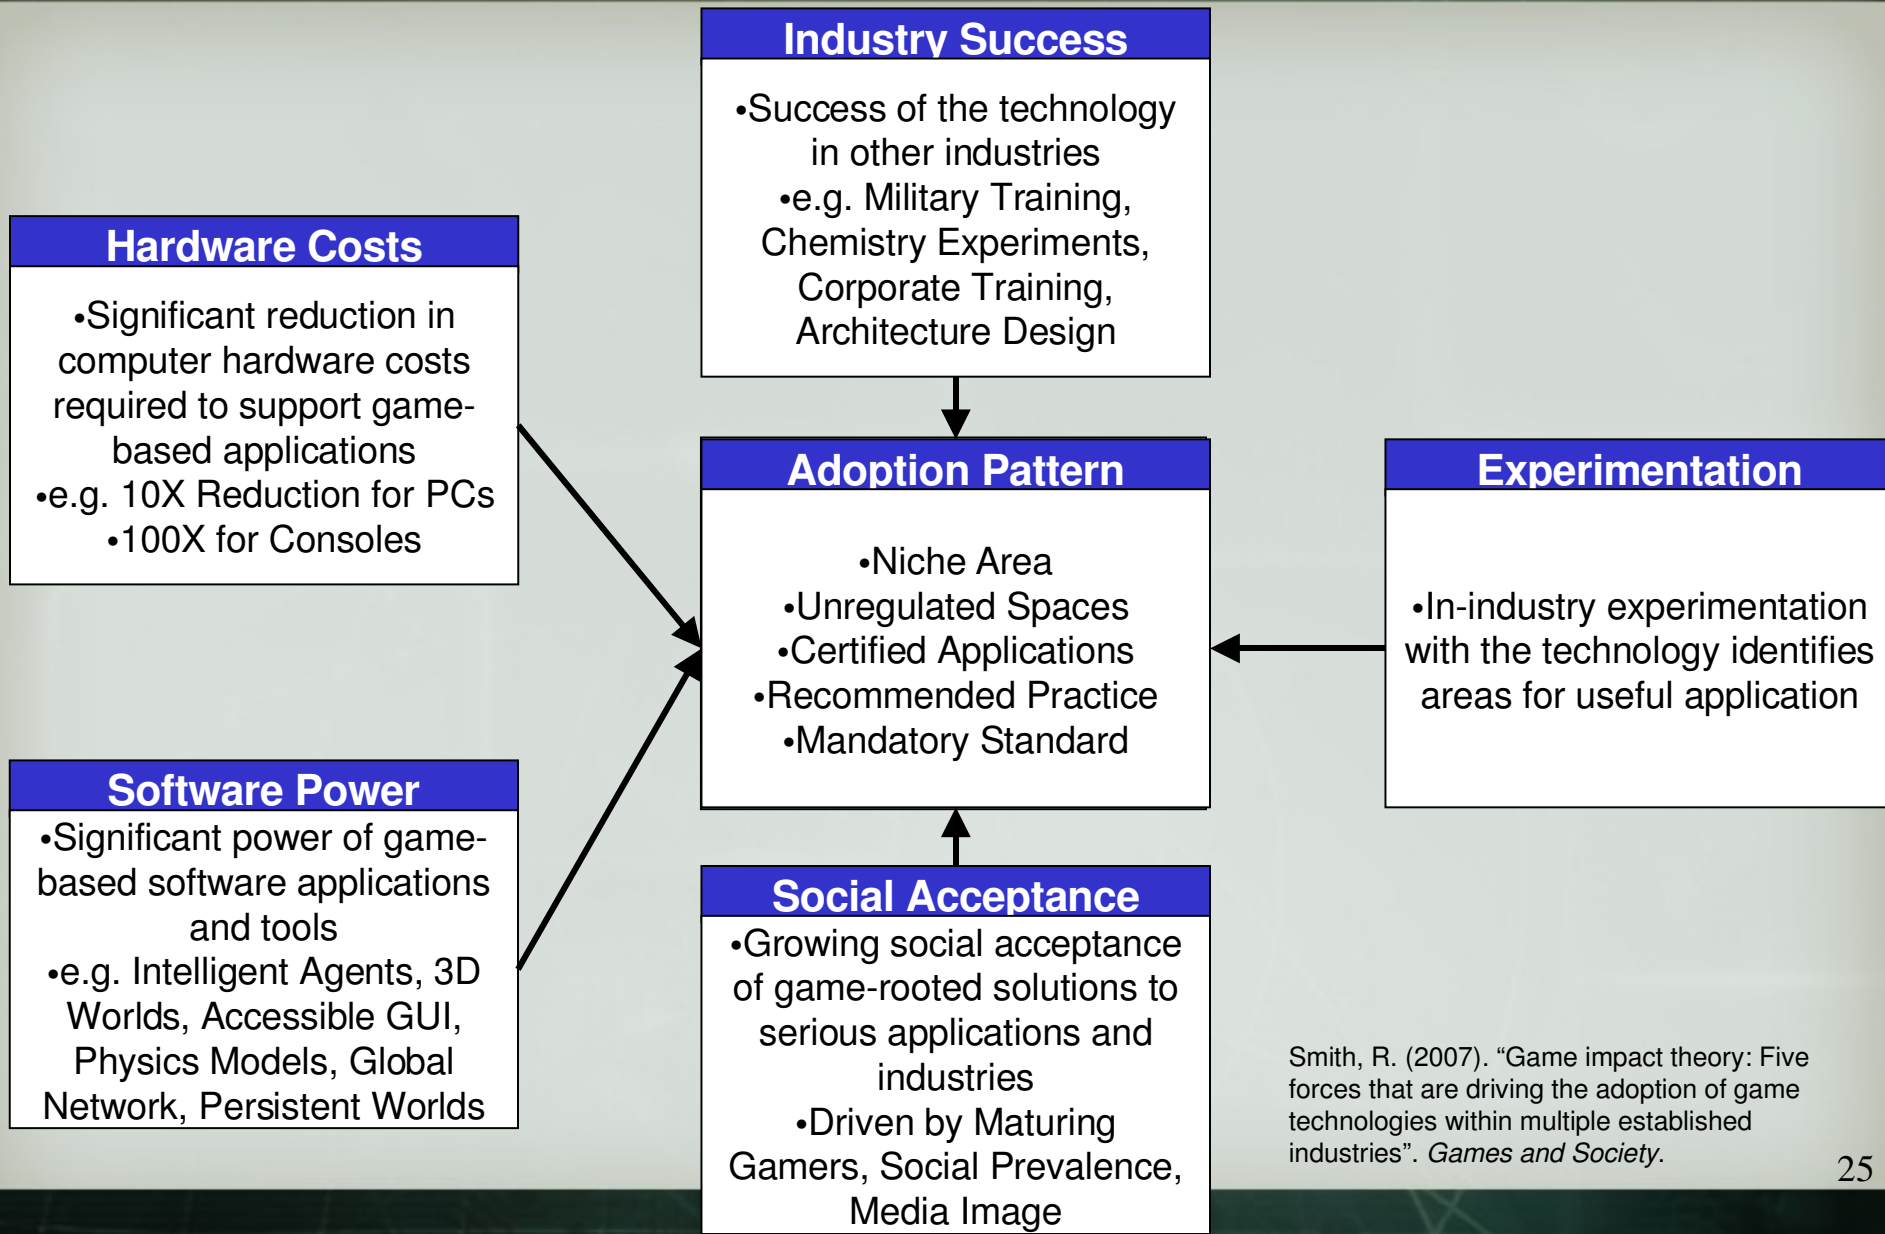 Industry Success
•Success of the technology
in other industries
•e.g. Military Training,
Chemistry Experiments,
Corporate Training,
Architecture Design
Hardware Costs
•Significant reduction in
computer hardware costs
required to support game-
based applications
•e.g. 10X Reduction for PCs
•100X for Consoles
Adoption Pattern
•Niche Area
•Unregulated Spaces
•Certified Applications
•Recommended Practice
•Mandatory Standard
Experimentation
•In-industry experimentation
with the technology identifies
areas for useful application
Software Power
•Significant power of game-
based software applications
and tools
•e.g. Intelligent Agents, 3D
Worlds, Accessible GUI,
Physics Models, Global
Network, Persistent Worlds
Social Acceptance
•Growing social acceptance
of game-rooted solutions to
serious applications and
industries
•Driven by Maturing
Gamers, Social Prevalence,
Media Image
Smith, R. (2007). “Game impact theory: Five
forces that are driving the adoption of game
technologies within multiple established
industries”. Games and Society.
25